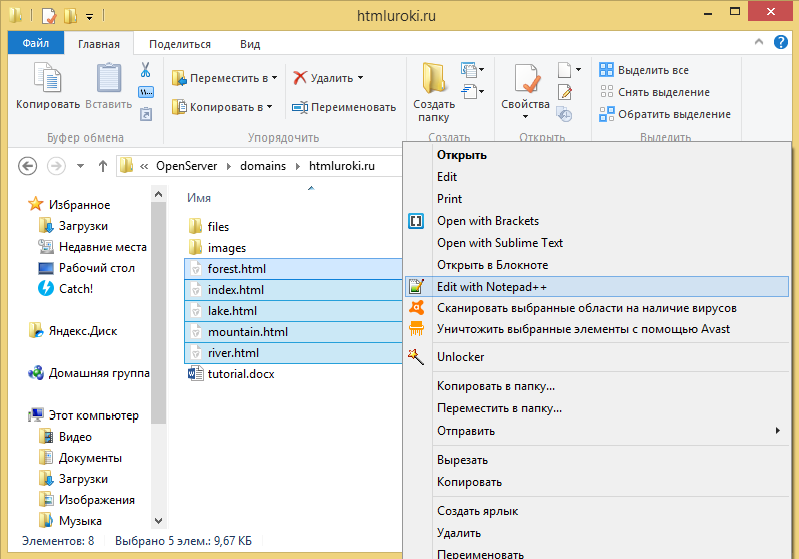 htmluroki.ru
Файл Главная Поделиться Вид
Копировать Вставить
Буфер обмена
Переместить в Удалить
Копировать в Переименовать
Упорядочить
Создать папку
Создать
Свойства
Открыть
Выделить все
Снять выделение
Обратить выделение
Выделить
« OpenServer domains htmluroki.ru
Избранное
Загрузки
Недавние места
Рабочий стол
Catch!
Яндекс.Диск
Домашняя группа
Этот компьютер
Видео
Документы
Загрузки
Изображения
Музыка
Имя
files
images
forest.html
index.html
lake.html
mountain.html
river.html
tutorial.docx
Открыть
Edit
Print
Open with Brackets
Open with Sublime Text
Открыть в Блокноте
Edit with Notepad++
Сканировать выбранные области на наличие вирусов
Уничтожить выбранные элементы с помощью Avast
Unlocker
Копировать в папку...
Переместить в папку...
Отправить
Вырезать
Копировать
Создать ярлык
Удалить
Переименовать
Элементов: 8 Выбрано 5 элем.: 9,67 КБ